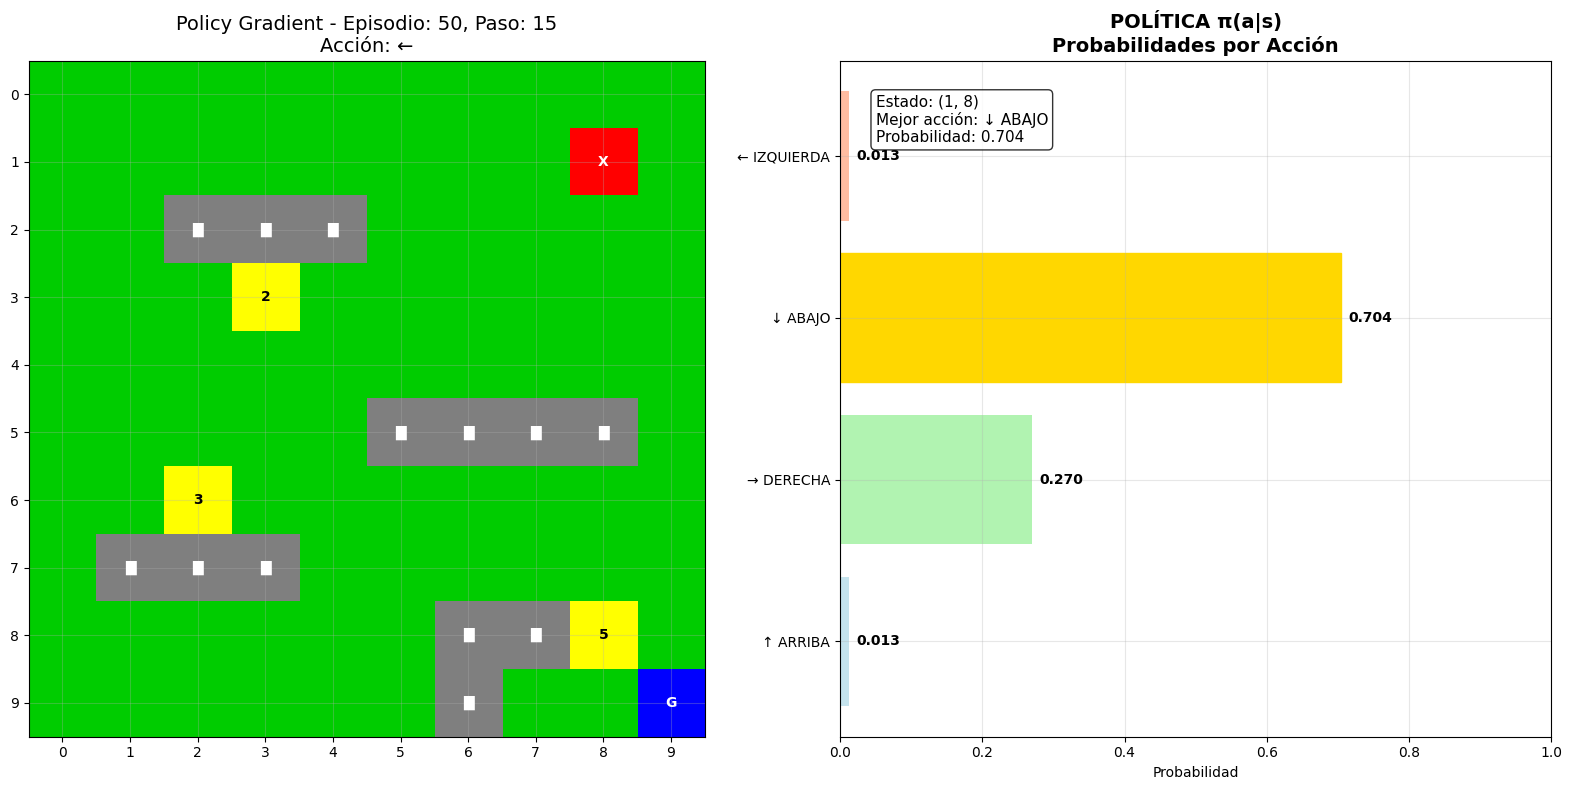 Policy Gradient - Episodio: 50, Paso: 15
Acción: ←
0
1
2
3
4
5
6
7
8
9
X
2
3
5
G
0 1 2 3 4 5 6 7 8 9
POLÍTICA π(a|s)
Probabilidades por Acción
Estado: (1, 8)
Mejor acción: ↓ ABAJO
Probabilidad: 0.704
← IZQUIERDA 0.013
↓ ABAJO 0.704
→ DERECHA 0.270
↑ ARRIBA 0.013
0.0 0.2 0.4 0.6 0.8 1.0
Probabilidad